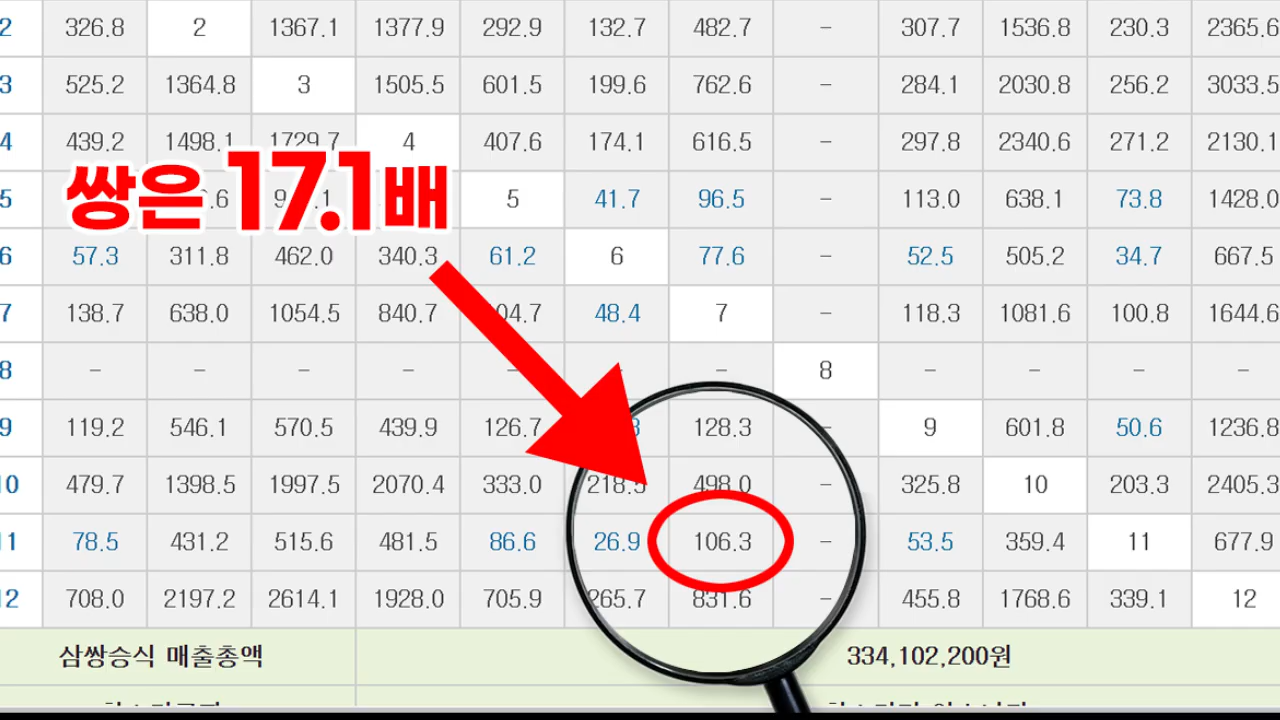 2 326.8 2 1367.1 1377.9 292.9 132.7 482.7 – 307.7 1536.8 230.3 2365.6
3 525.2 1364.8 3 1505.5 601.5 199.6 762.6 – 284.1 2030.8 256.2 3033.5
4 439.2 1498.1 1729.7 4 407.6 174.1 616.5 – 297.8 2340.6 271.2 2130.1
쌍은 17.1배
5 5 41.7 96.5 – 113.0 638.1 73.8 1428.0
6 57.3 311.8 462.0 340.3 61.2 6 77.6 – 52.5 505.2 34.7 667.5
7 138.7 638.0 1054.5 840.7 48.4 7 – 118.3 1081.6 100.8 1644.6
8 – – – – – – – 8 – – – –
9 119.2 546.1 570.5 439.9 126.7 128.3 – 9 601.8 50.6 1236.8
10 479.7 1398.5 1997.5 2070.4 333.0 218.5 498.0 – 325.8 10 203.3 2405.3
11 78.5 431.2 515.6 481.5 86.6 26.9 106.3 – 53.5 359.4 11 677.9
12 708.0 2197.2 2614.1 1928.0 705.9 265.7 831.6 – 455.8 1768.6 339.1 12
삼쌍승식 매출총액 334,102,200원